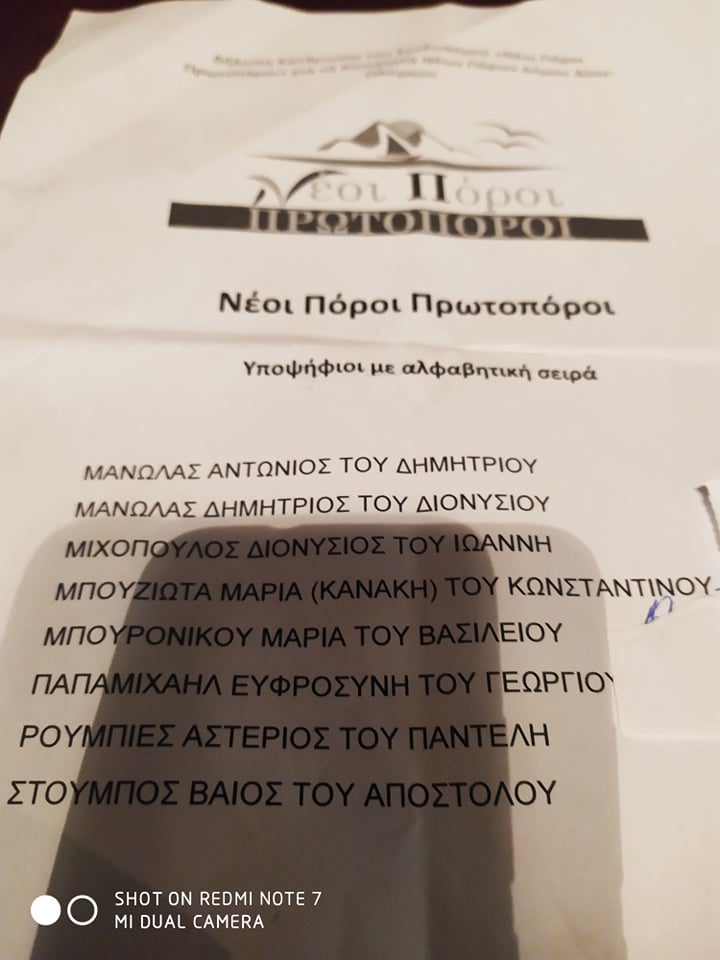 Νέοι Πόροι
ΠΡΩΤΟΠΟΡΟΙ
Νέοι Πόροι Πρωτοπόροι
Υποψήφιοι με αλφαβητική σειρά
ΜΑΝΩΛΑΣ ΑΝΤΩΝΙΟΣ ΤΟΥ ΔΗΜΗΤΡΙΟΥ
ΜΑΝΩΛΑΣ ΔΗΜΗΤΡΙΟΣ ΤΟΥ ΔΙΟΝΥΣΙΟΥ
ΜΙΧΟΠΟΥΛΟΣ ΔΙΟΝΥΣΙΟΣ ΤΟΥ ΙΩΑΝΝΗ
ΜΠΟΥΖΙΩΤΑ ΜΑΡΙΑ (ΚΑΝΑΚΗ) ΤΟΥ ΚΩΝΣΤΑΝΤΙΝΟΥ
ΜΠΟΥΡΟΝΙΚΟΥ ΜΑΡΙΑ ΤΟΥ ΒΑΣΙΛΕΙΟΥ
ΠΑΠΑΜΙΧΑΗΛ ΕΥΦΡΟΣΥΝΗ ΤΟΥ ΓΕΩΡΓΙΟΥ
ΡΟΥΜΠΙΕΣ ΑΣΤΕΡΙΟΣ ΤΟΥ ΠΑΝΤΕΛΗ
ΣΤΟΥΜΠΟΣ ΒΑΙΟΣ ΤΟΥ ΑΠΟΣΤΟΛΟΥ
SHOT ON REDMI NOTE 7
MI DUAL CAMERA